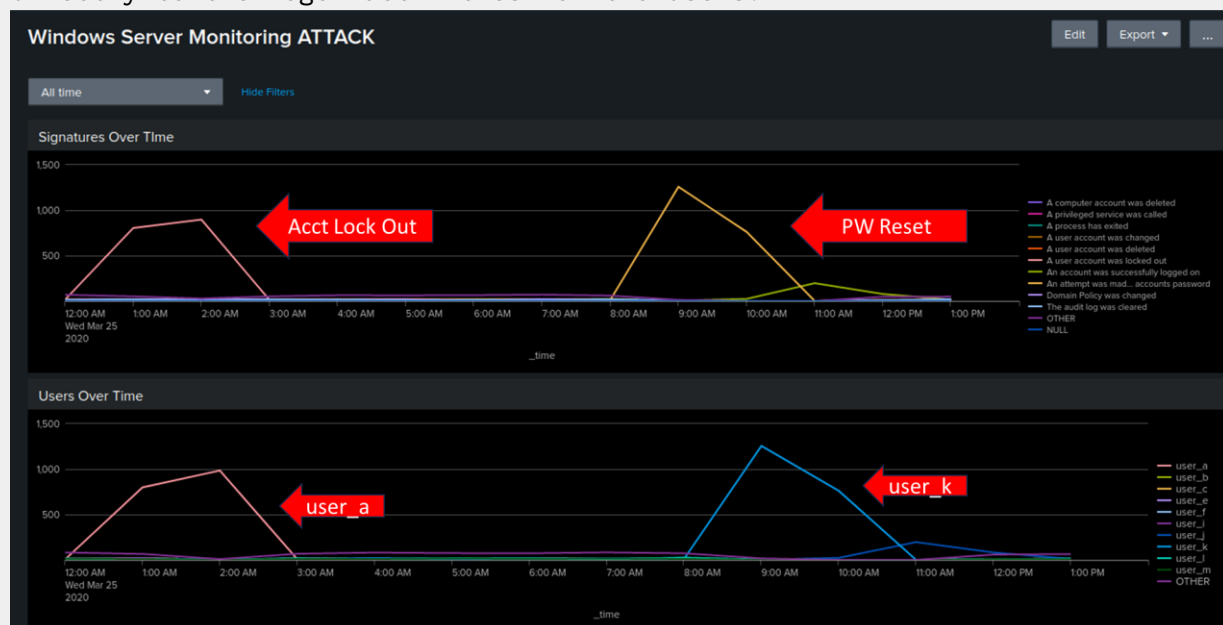 Windows Server Monitoring ATTACK
Edit
Export
...
All time
Hide Filters
Signatures Over TIme
1,500
1,000
500
Acct Lock Out
PW Reset
12:00 AM 1:00 AM 2:00 AM 3:00 AM 4:00 AM 5:00 AM 6:00 AM 7:00 AM 8:00 AM 9:00 AM 10:00 AM 11:00 AM 12:00 PM 1:00 PM
Wed Mar 25
2020
_time
A computer account was deleted
A privileged service was called
A process has exited
A user account was changed
A user account was deleted
A user account was locked out
An account was successfully logged on
An attempt was mad... accounts password
Domain Policy was changed
The audit log was cleared
OTHER
NULL
Users Over Time
1,500
1,000
500
user_a
user_k
12:00 AM 1:00 AM 2:00 AM 3:00 AM 4:00 AM 5:00 AM 6:00 AM 7:00 AM 8:00 AM 9:00 AM 10:00 AM 11:00 AM 12:00 PM 1:00 PM
Wed Mar 25
2020
_time
user_a
user_b
user_c
user_e
user_f
user_i
user_j
user_k
user_l
user_m
OTHER